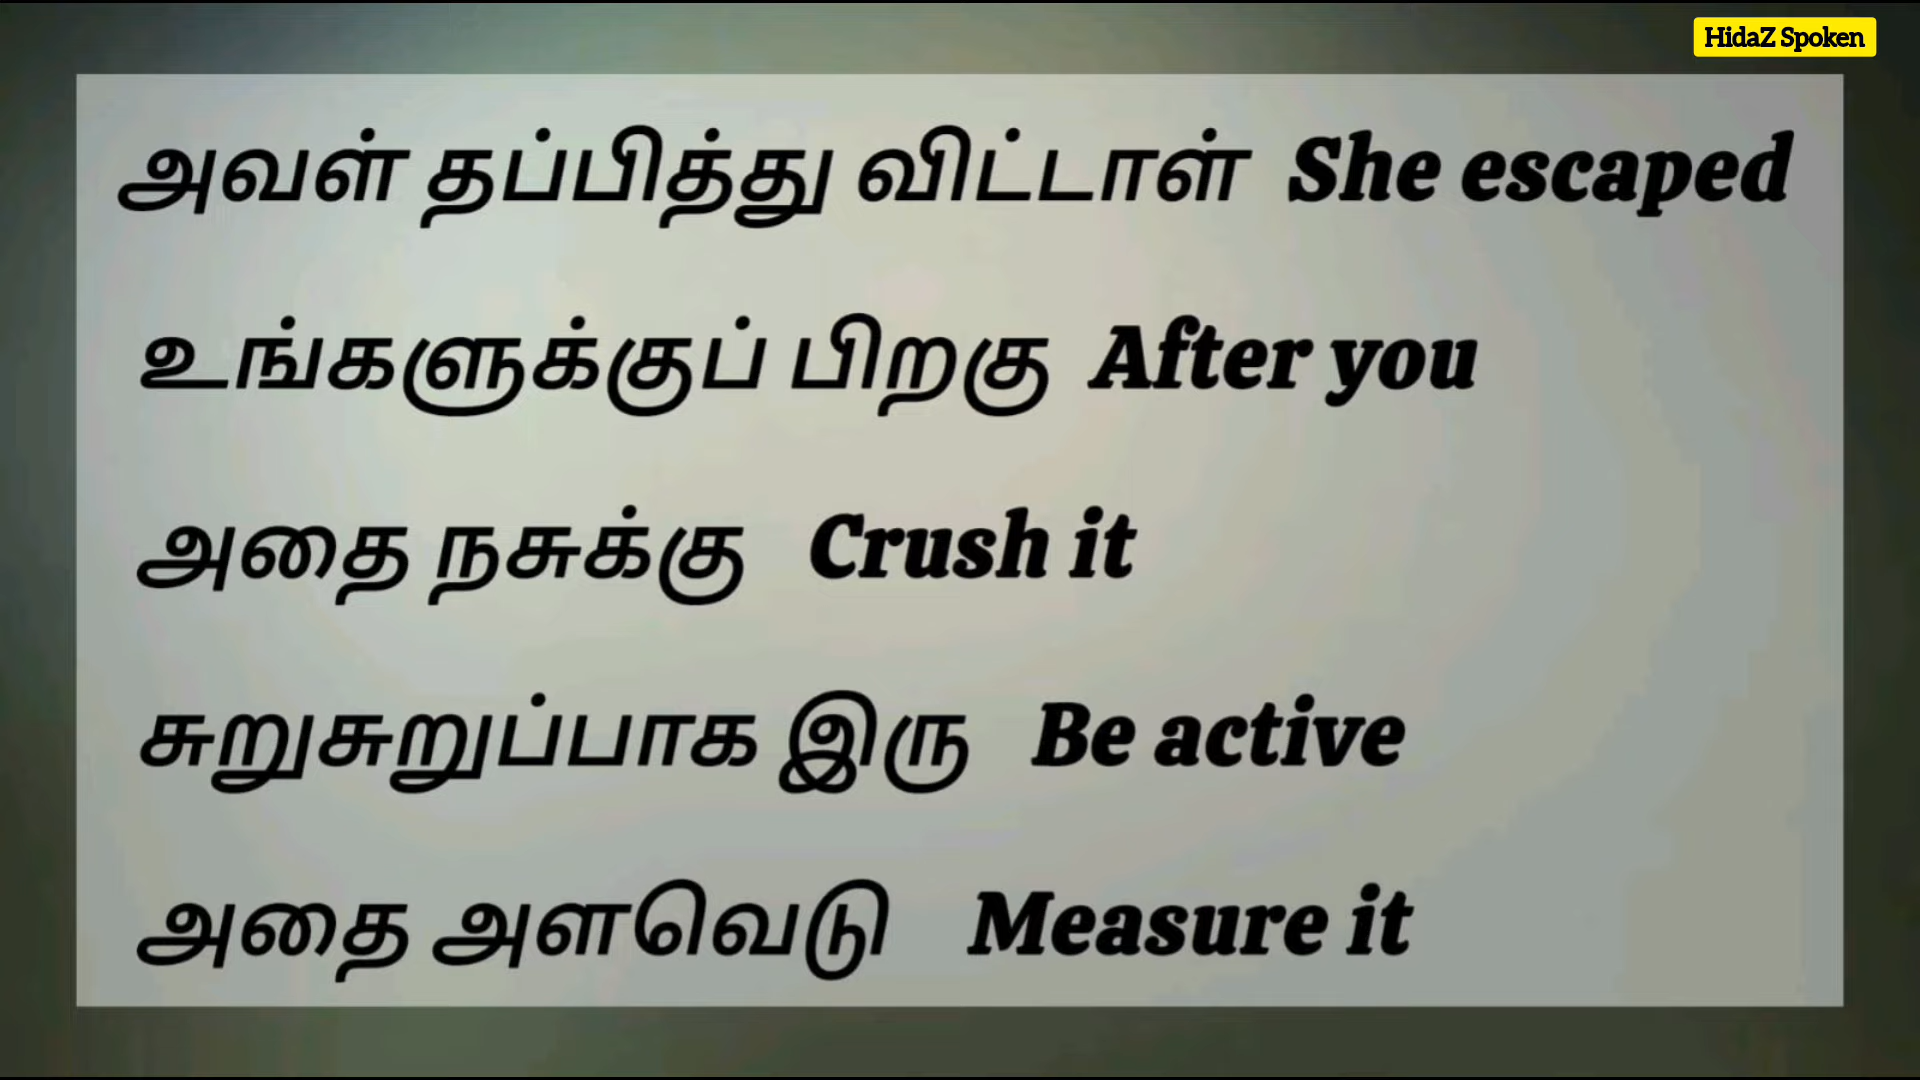 HidaZ Spoken
அவள் தப்பித்து விட்டாள் She escaped
உங்களுக்குப் பிறகு After you
அதை நசுக்கு Crush it
சுறுசுறுப்பாக இரு Be active
அதை அளவெடு Measure it